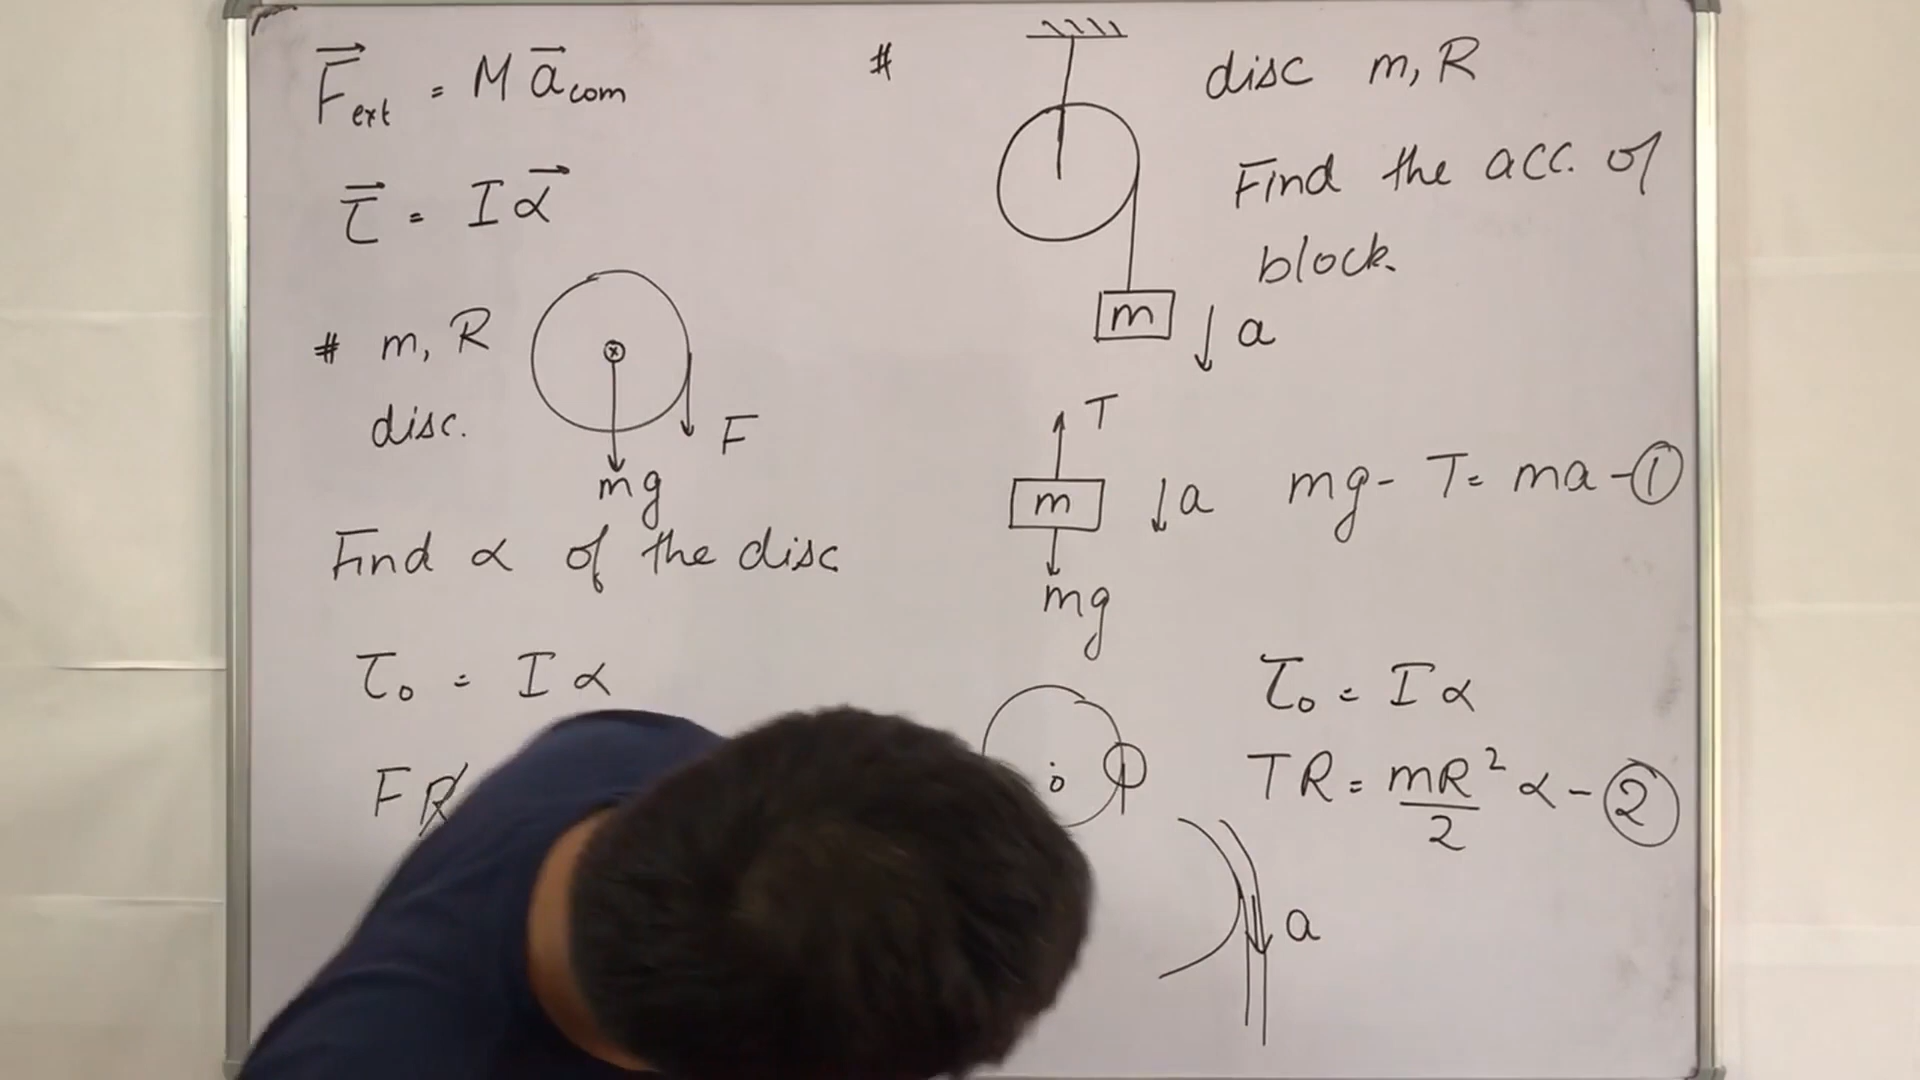 F⃗ext = M a⃗com
τ⃗ = I α⃗
# m, R
disc.
F
mg
Find α of the disc
τ₀ = I α
FR
#
disc m, R
Find the acc. of
block.
m
a
T
m
a
mg - T = ma - ①
mg
τ₀ = I α
o
TR = mR²/2 α - ②
a